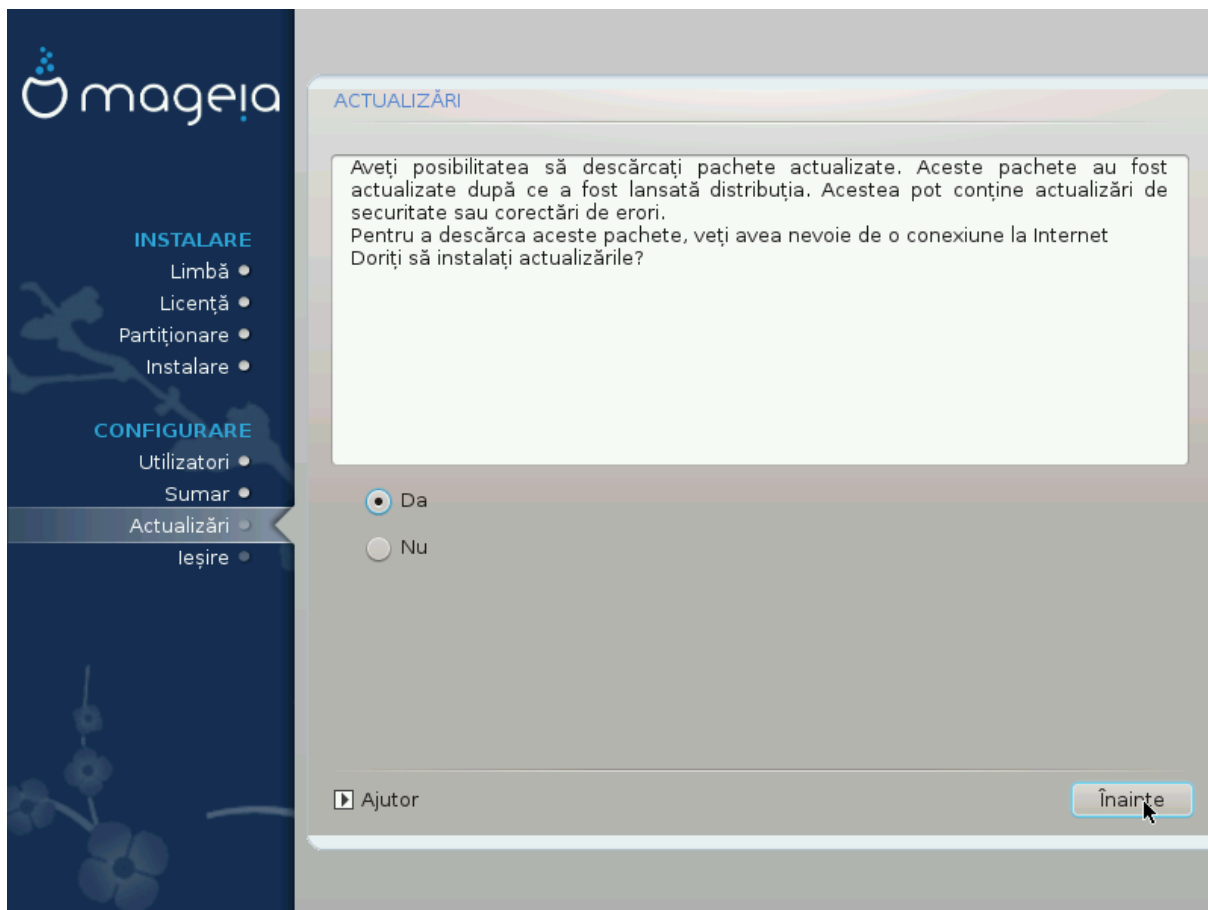 mageia
INSTALARE
Limbă
Licență
Partiționare
Instalare
CONFIGURARE
Utilizatori
Sumar
Actualizări
Ieșire
ACTUALIZĂRI
Aveți posibilitatea să descărcați pachete actualizate. Aceste pachete au fost
actualizate după ce a fost lansată distribuția. Acestea pot conține actualizări de
securitate sau corectări de erori.
Pentru a descărca aceste pachete, veți avea nevoie de o conexiune la Internet
Doriți să instalați actualizările?
Da
Nu
Ajutor
Înainte